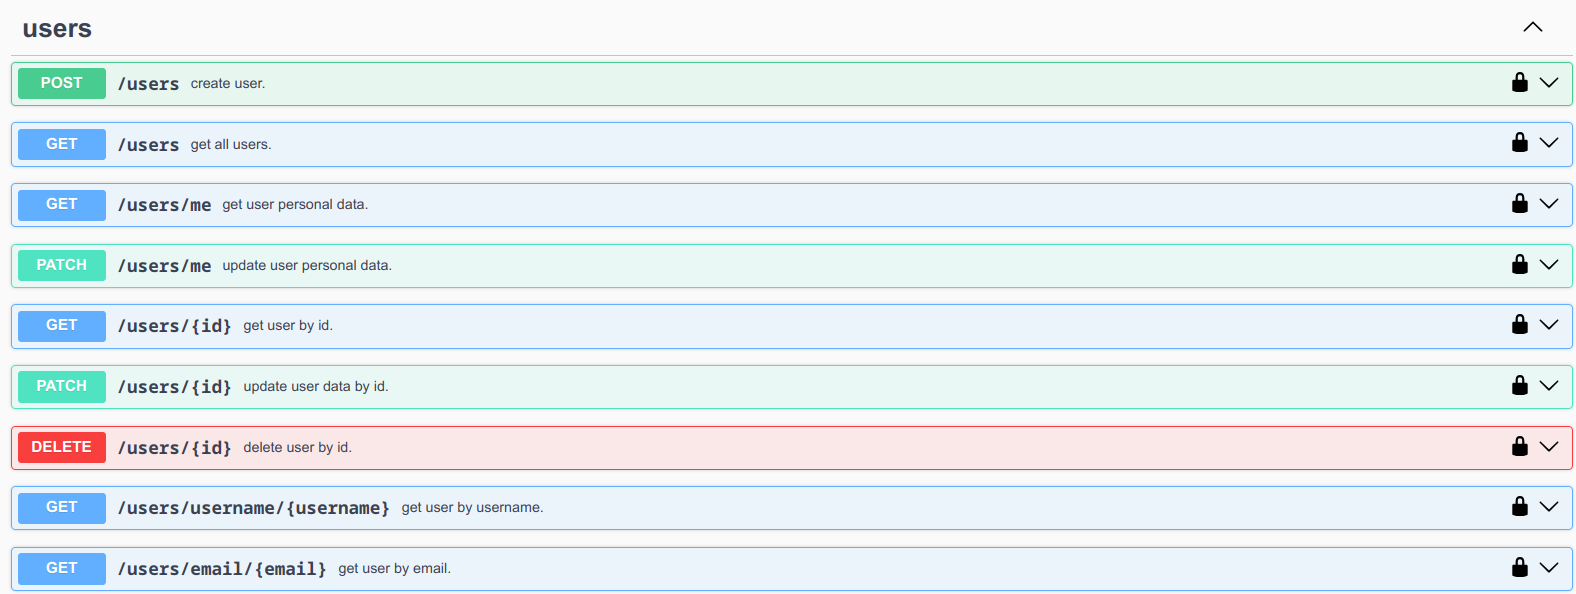 users
POST /users create user.
GET /users get all users.
GET /users/me get user personal data.
PATCH /users/me update user personal data.
GET /users/{id} get user by id.
PATCH /users/{id} update user data by id.
DELETE /users/{id} delete user by id.
GET /users/username/{username} get user by username.
GET /users/email/{email} get user by email.